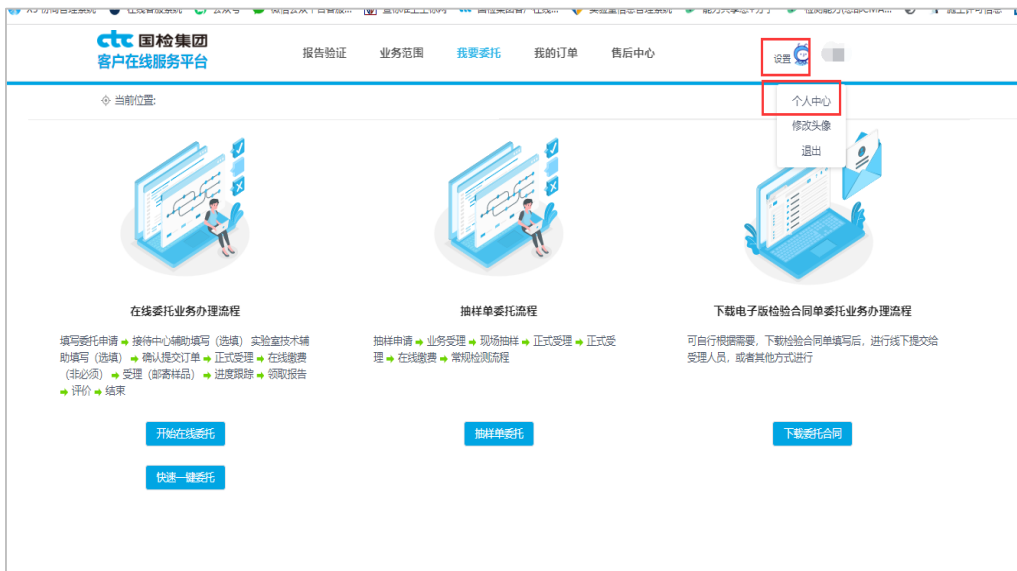 ctc 国检集团
客户在线服务平台
报告验证 业务范围 我要委托 我的订单 售后中心
设置
当前位置:
个人中心
修改头像
退出
在线委托业务办理流程
填写委托申请 ➡ 接待中心辅助填写（选填） 实验室技术辅
助填写（选填） ➡ 确认提交订单 ➡ 正式受理 ➡ 在线缴费
（非必须） ➡ 受理（邮寄样品） ➡ 进度跟踪 ➡ 领取报告
➡ 评价 ➡ 结束
开始在线委托
快速一键委托
抽样单委托流程
抽样申请 ➡ 业务受理 ➡ 现场抽样 ➡ 正式受理 ➡ 正式受
理 ➡ 在线缴费 ➡ 常规检测流程
抽样单委托
下载电子版检验合同单委托业务办理流程
可自行根据需要，下载检验合同单填写后，进行线下提交给
受理人员，或者其他方式进行
下载委托合同